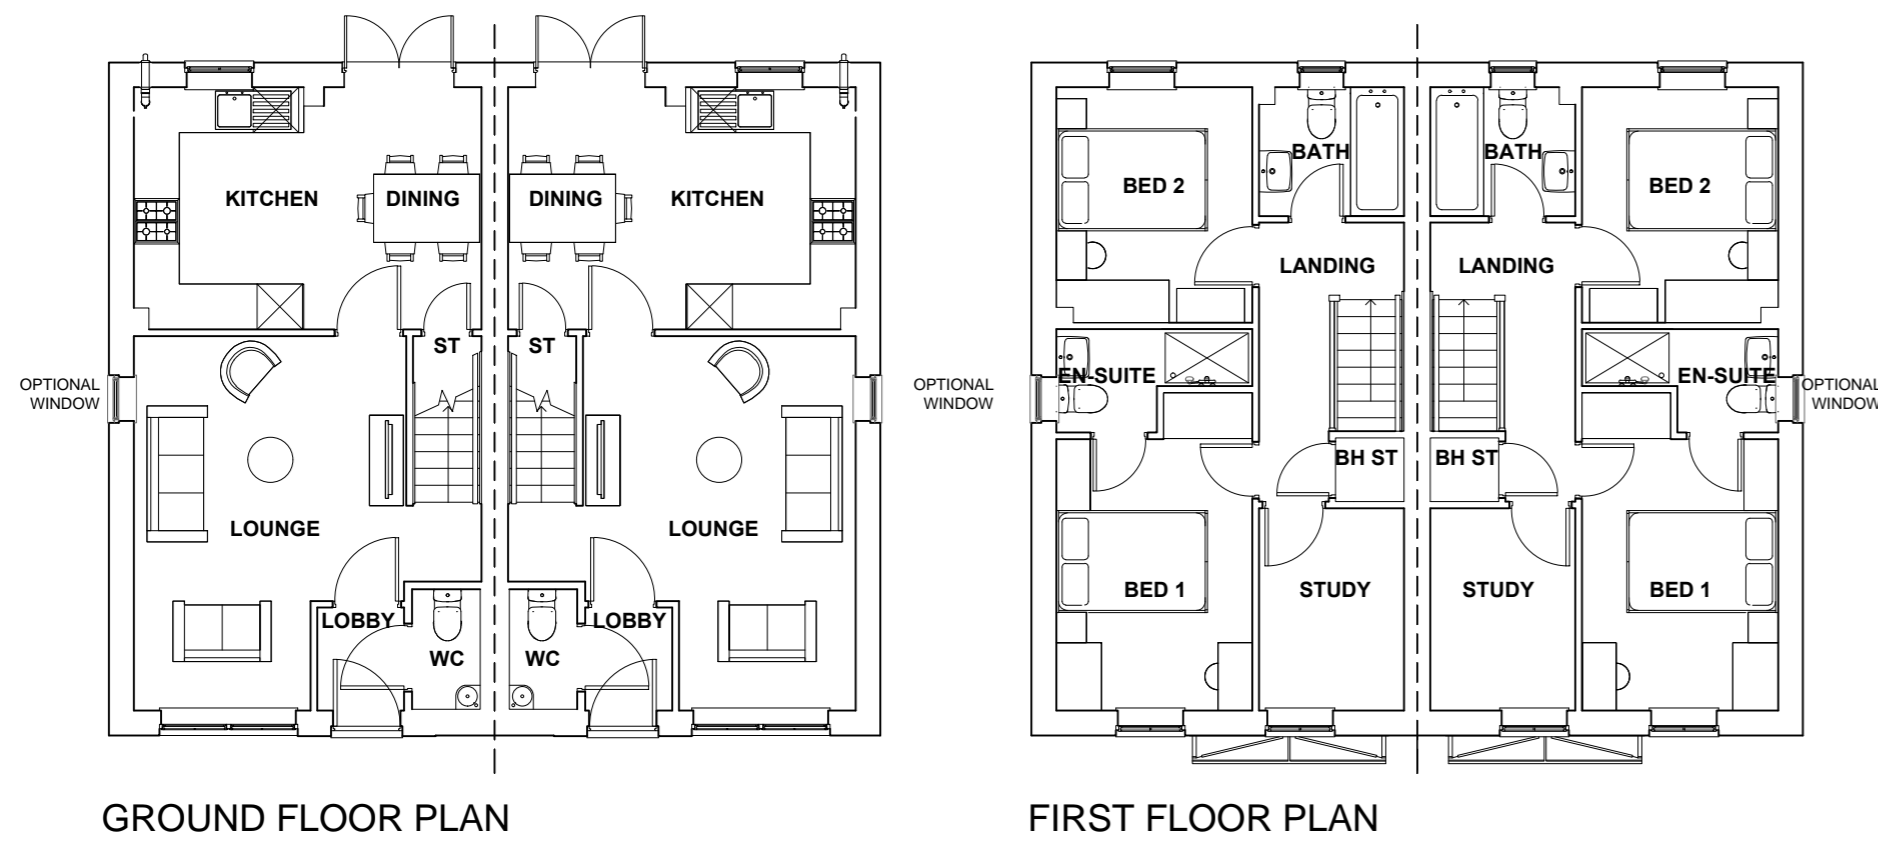 KITCHEN DINING DINING KITCHEN
ST ST
OPTIONAL
WINDOW
OPTIONAL
WINDOW
LOUNGE LOUNGE
LOBBY LOBBY
WC WC
GROUND FLOOR PLAN
BATH BATH
BED 2 BED 2
LANDING LANDING
EN-SUITE EN-SUITE
OPTIONAL
WINDOW
BH ST BH ST
BED 1 STUDY STUDY BED 1
FIRST FLOOR PLAN